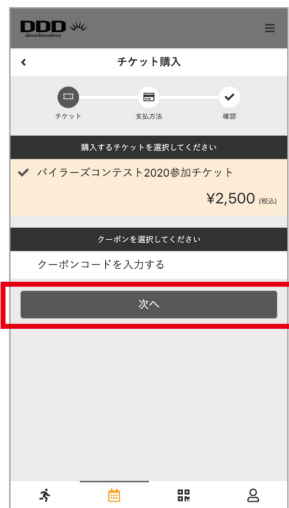 DDD
decadecadeca
チケット購入
チケット
支払方法
確認
購入するチケットを選択してください
バイラーズコンテスト2020参加チケット
¥2,500 (税込)
クーポンを選択してください
クーポンコードを入力する
次へ